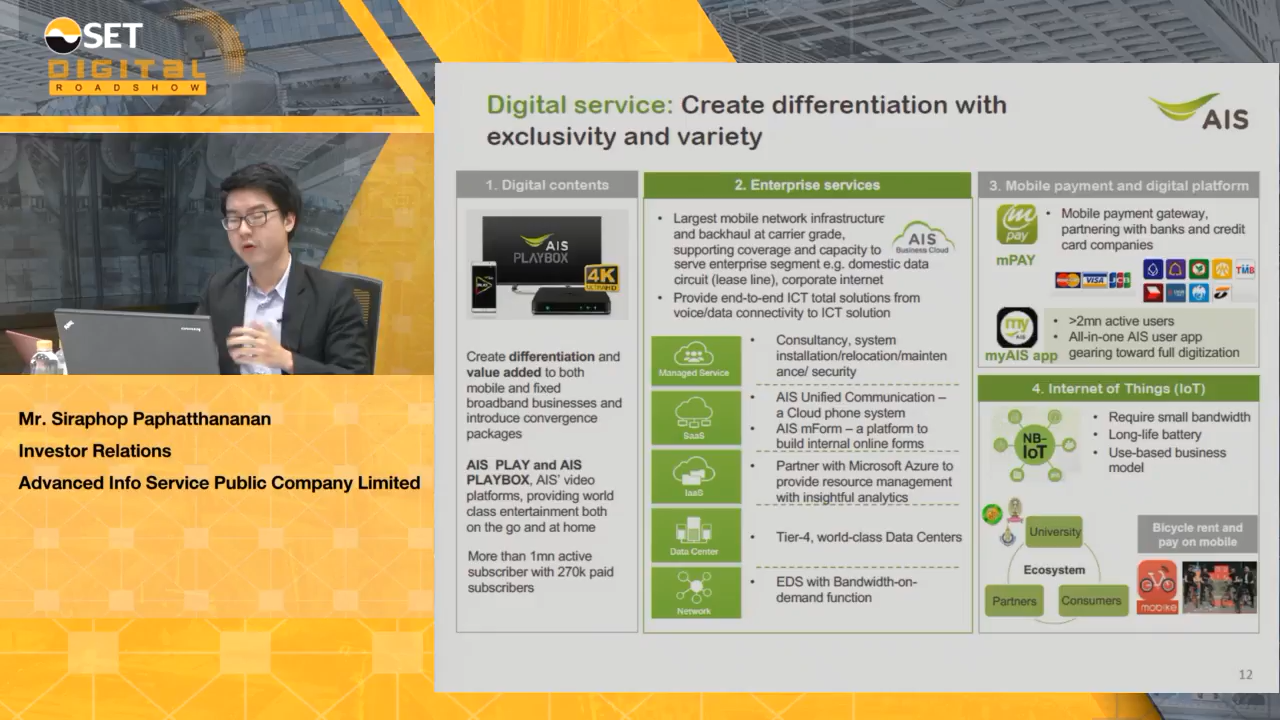 SET
DIGITAL
ROADSHOW
Mr. Siraphop Paphatthananan
Investor Relations
Advanced Info Service Public Company Limited
Digital service: Create differentiation with
exclusivity and variety
AIS
1. Digital contents
AIS
PLAYBOX
4K
ULTRA HD
Create differentiation and
value added to both
mobile and fixed
broadband businesses and
introduce convergence
packages
AIS PLAY and AIS
PLAYBOX, AIS' video
platforms, providing world
class entertainment both
on the go and at home
More than 1mn active
subscriber with 270k paid
subscribers
2. Enterprise services
• Largest mobile network infrastructure
and backhaul at carrier grade,
supporting coverage and capacity to
serve enterprise segment e.g. domestic data
circuit (lease line), corporate internet
AIS
Business Cloud
• Provide end-to-end ICT total solutions from
voice/data connectivity to ICT solution
Managed Service
• Consultancy, system
installation/relocation/mainten
ance/ security
SaaS
• AIS Unified Communication –
a Cloud phone system
• AIS mForm – a platform to
build internal online forms
IaaS
• Partner with Microsoft Azure to
provide resource management
with insightful analytics
Data Center
• Tier-4, world-class Data Centers
Network
• EDS with Bandwidth-on-
demand function
3. Mobile payment and digital platform
m
pay
mPAY
• Mobile payment gateway,
partnering with banks and credit
card companies
VISA
JCB
TMB
my
AIS
myAIS app
• >2mn active users
• All-in-one AIS user app
gearing toward full digitization
4. Internet of Things (IoT)
NB-
IoT
• Require small bandwidth
• Long-life battery
• Use-based business
model
University
Ecosystem
Partners
Consumers
Bicycle rent and
pay on mobile
mobike
12